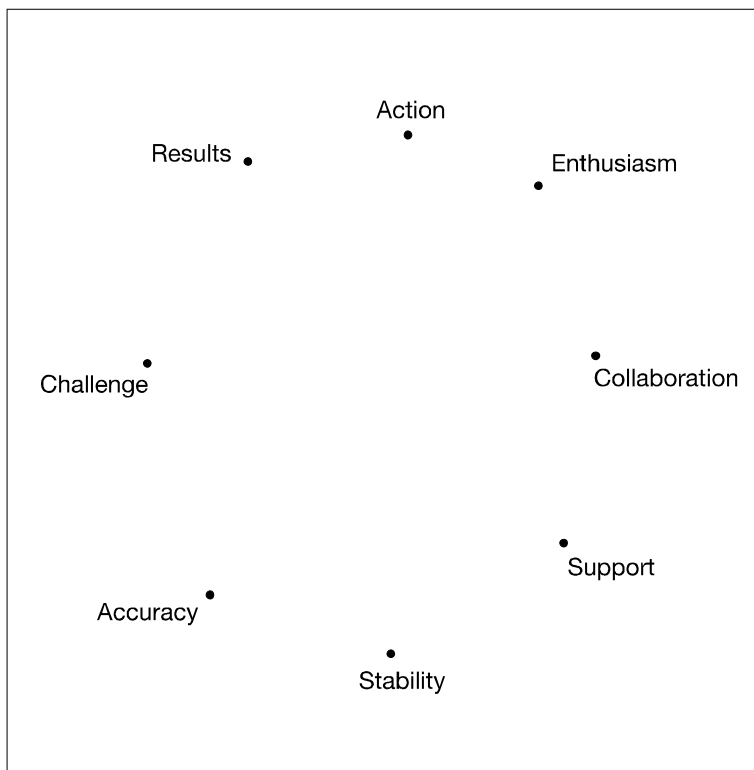 Action
Results
Enthusiasm
Challenge
Collaboration
Support
Accuracy
Stability